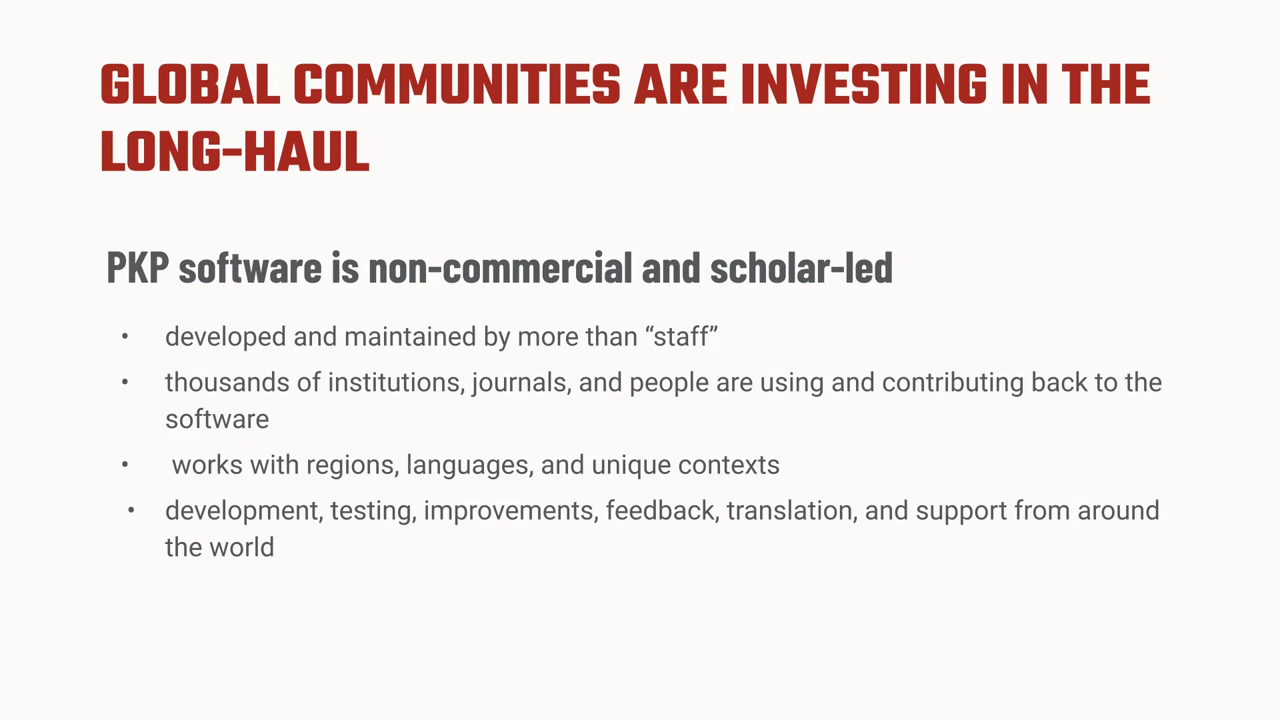 GLOBAL COMMUNITIES ARE INVESTING IN THE
LONG-HAUL
PKP software is non-commercial and scholar-led
• developed and maintained by more than “staff”
• thousands of institutions, journals, and people are using and contributing back to the
software
• works with regions, languages, and unique contexts
• development, testing, improvements, feedback, translation, and support from around
the world